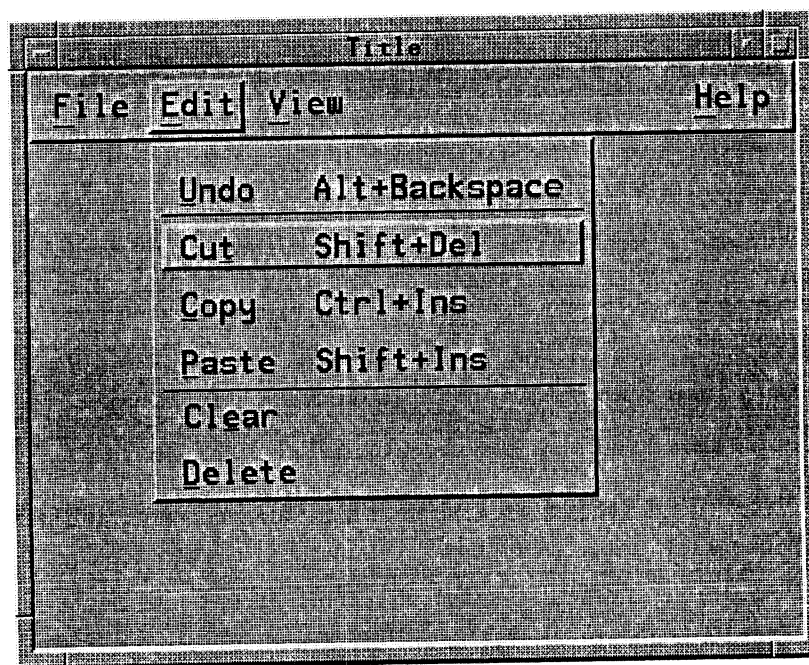 Title
File Edit View Help
Undo Alt+Backspace
Cut Shift+Del
Copy Ctrl+Ins
Paste Shift+Ins
Clear
Delete